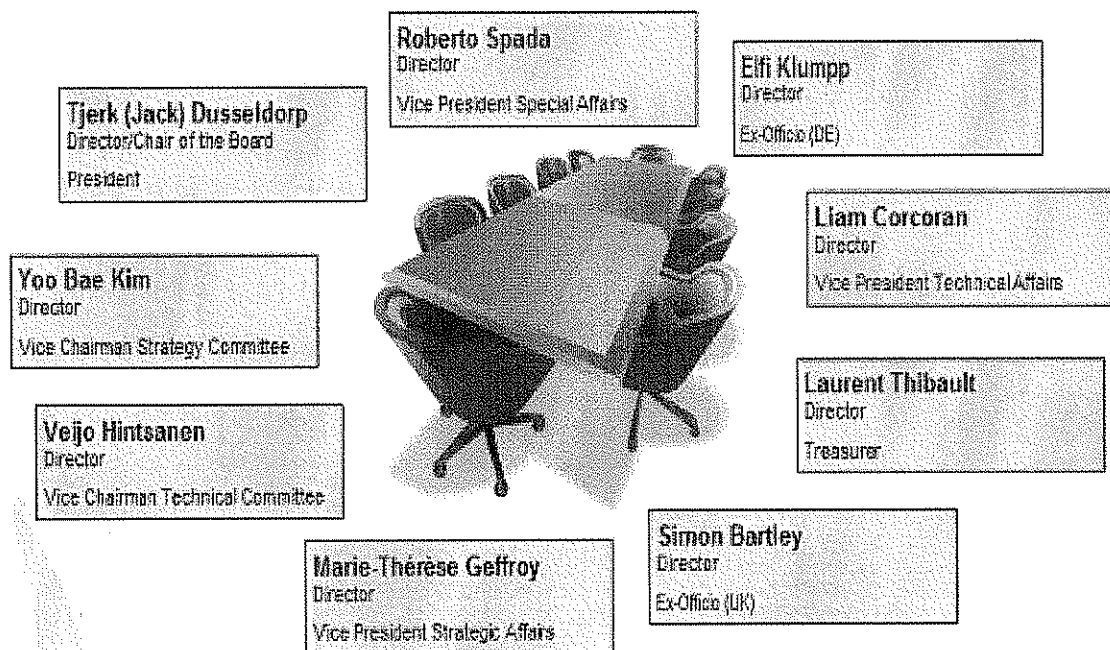 Roberto Spada
Director
Vice President Special Affairs
Elfi Klumpp
Director
Ex-Officio (DE)
Tjerk (Jack) Dusseldorp
Director/Chair of the Board
President
Liam Corcoran
Director
Vice President Technical Affairs
Yoo Bae Kim
Director
Vice Chairman Strategy Committee
Laurent Thibault
Director
Treasurer
Veijo Hintsanen
Director
Vice Chairman Technical Committee
Simon Bartley
Director
Ex-Officio (UK)
Marie-Thérèse Geffroy
Director
Vice President Strategic Affairs